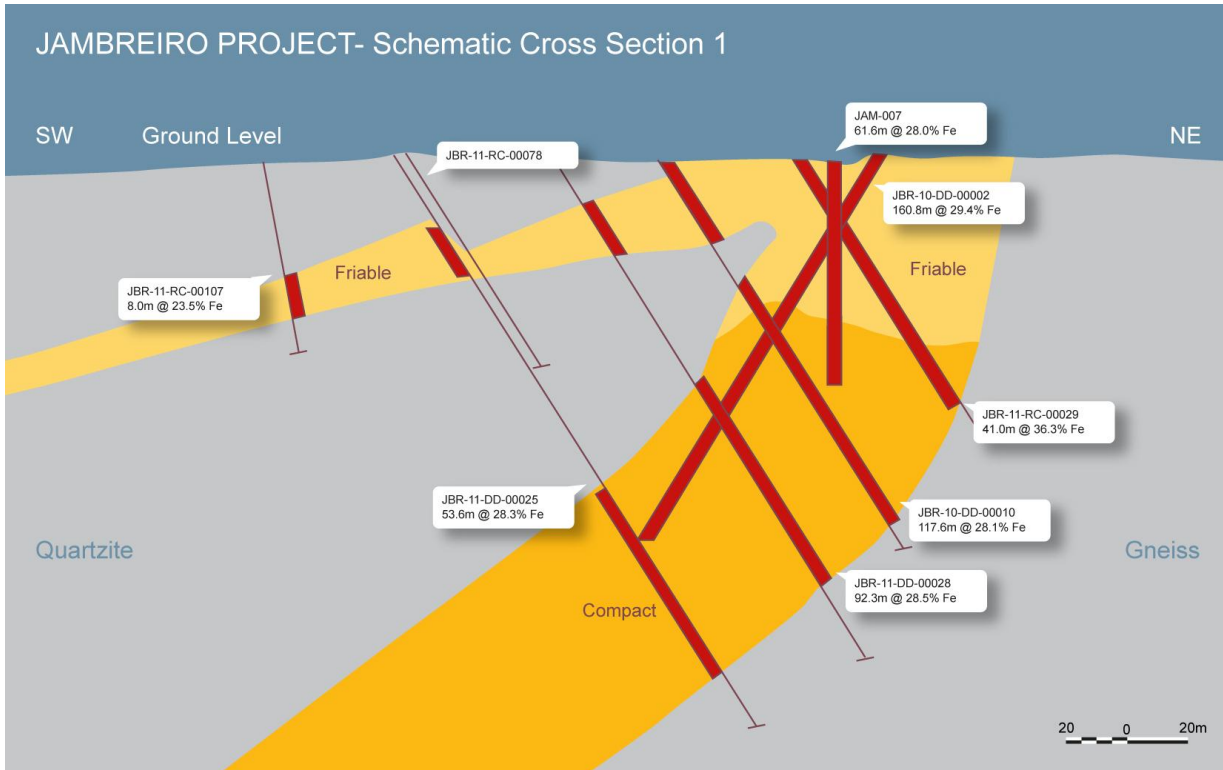 JAMBREIRO PROJECT- Schematic Cross Section 1
SW
Ground Level
NE
JAM-007
61.6m @ 28.0% Fe
JBR-11-RC-00078
JBR-10-DD-00002
160.8m @ 29.4% Fe
Friable
Friable
JBR-11-RC-00107
8.0m @ 23.5% Fe
JBR-11-RC-00029
41.0m @ 36.3% Fe
JBR-11-DD-00025
53.6m @ 28.3% Fe
JBR-10-DD-00010
117.6m @ 28.1% Fe
Quartzite
Gneiss
JBR-11-DD-00028
92.3m @ 28.5% Fe
Compact
20 0 20m